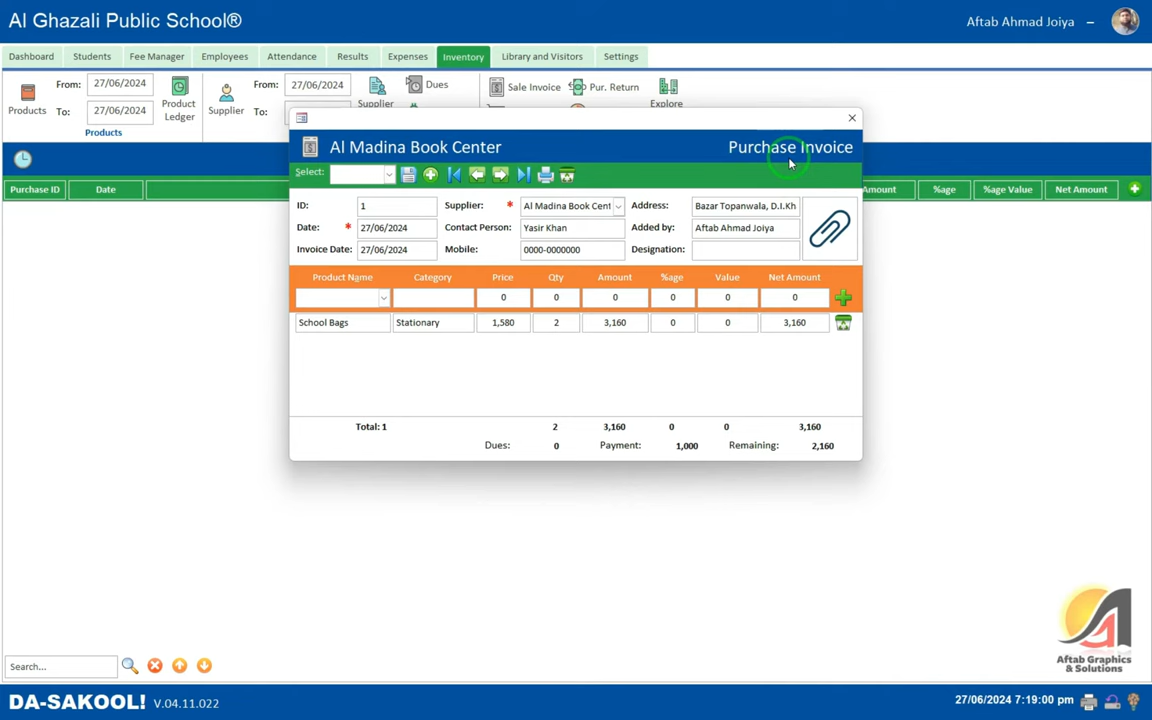 Al Ghazali Public School®
Aftab Ahmad Joiya
Dashboard Students Fee Manager Employees Attendance Results Expenses Inventory Library and Visitors Settings
From: 27/06/2024 From: 27/06/2024 Dues Sale Invoice Pur. Return
Products To: 27/06/2024 Product Ledger Supplier To: Supplier Explore
Products
Al Madina Book Center Purchase Invoice
Select:
Purchase ID Date Amount %age %age Value Net Amount
ID: 1 Supplier: * Al Madina Book Cent Address: Bazar Topanwala, D.I.Kh
Date: * 27/06/2024 Contact Person: Yasir Khan Added by: Aftab Ahmad Joiya
Invoice Date: 27/06/2024 Mobile: 0000-0000000 Designation:
Product Name Category Price Qty Amount %age Value Net Amount
0 0 0 0 0 0
School Bags Stationary 1,580 2 3,160 0 0 3,160
Total: 1 2 3,160 0 0 3,160
Dues: 0 Payment: 1,000 Remaining: 2,160
Search...
Aftab Graphics
& Solutions
DA-SAKOOL! V.04.11.022 27/06/2024 7:19:00 pm